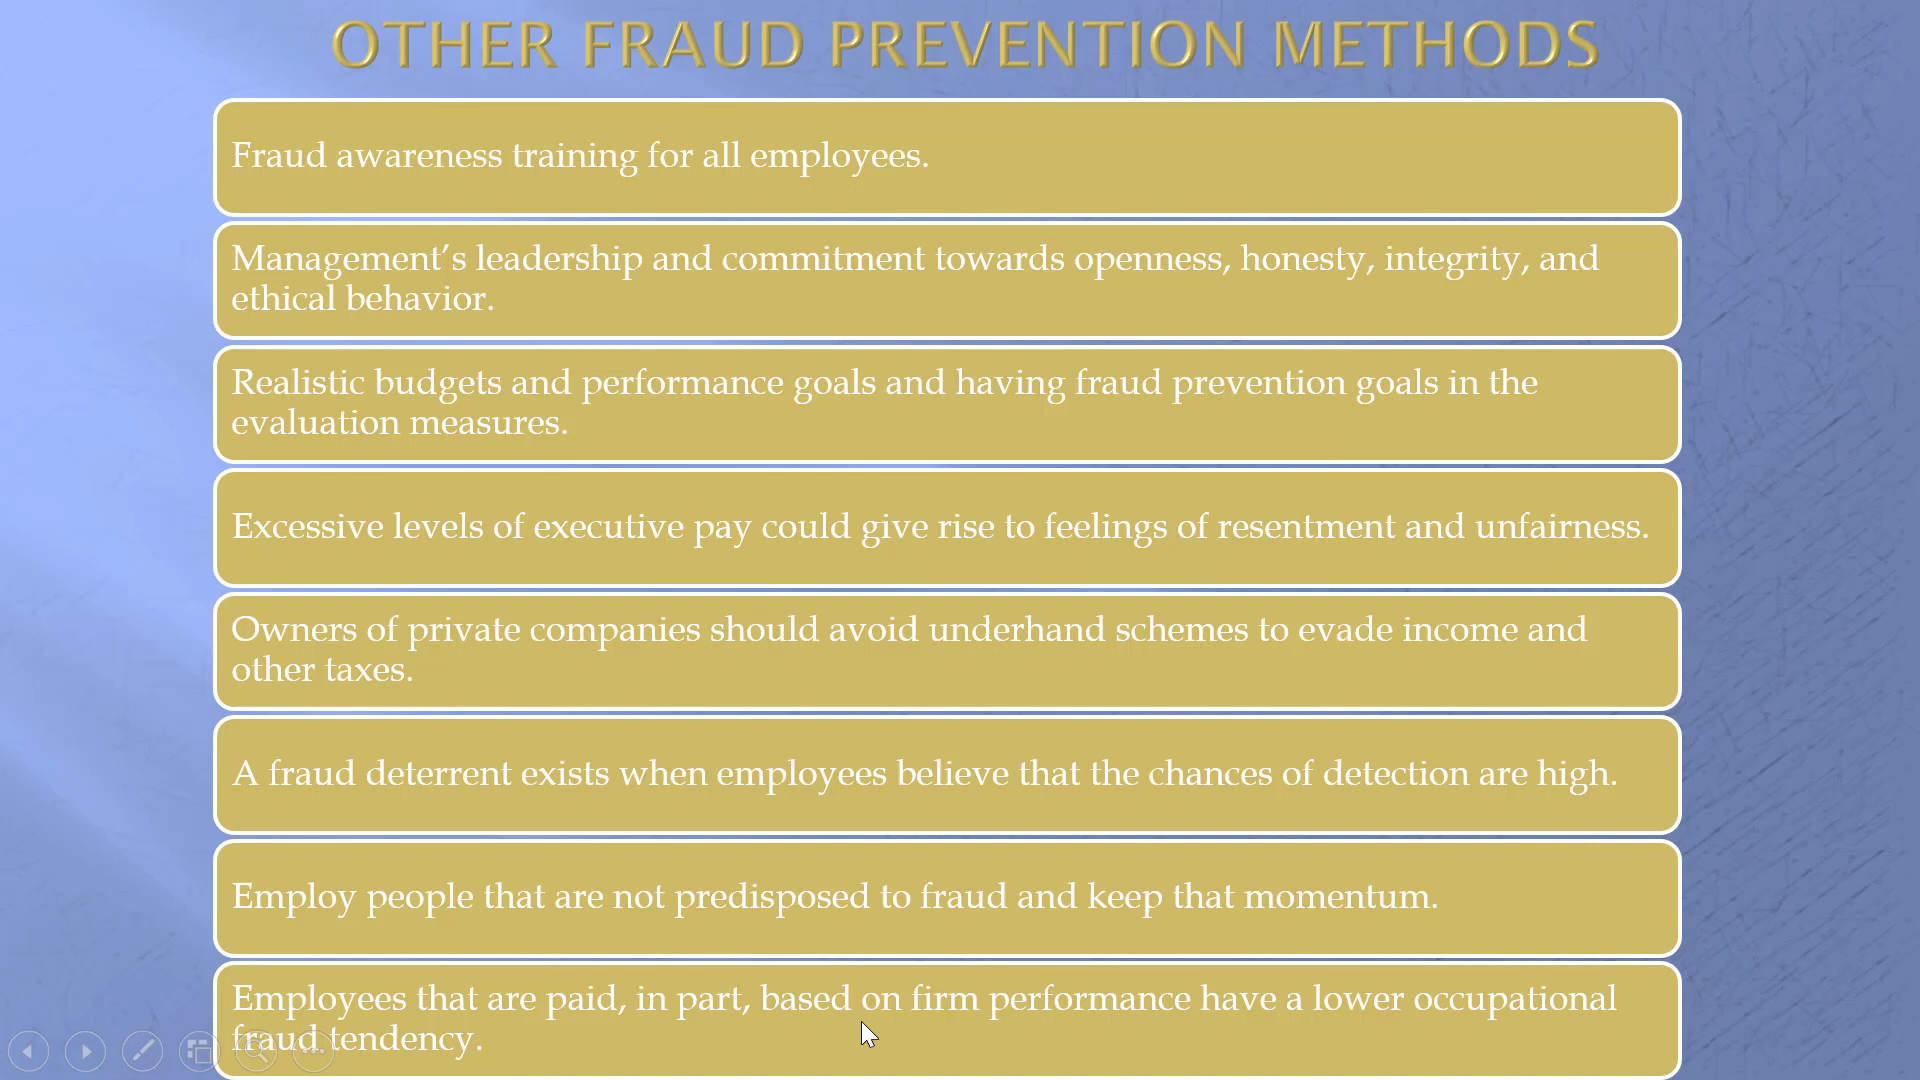 OTHER FRAUD PREVENTION METHODS
Fraud awareness training for all employees.
Management’s leadership and commitment towards openness, honesty, integrity, and
ethical behavior.
Realistic budgets and performance goals and having fraud prevention goals in the
evaluation measures.
Excessive levels of executive pay could give rise to feelings of resentment and unfairness.
Owners of private companies should avoid underhand schemes to evade income and
other taxes.
A fraud deterrent exists when employees believe that the chances of detection are high.
Employ people that are not predisposed to fraud and keep that momentum.
Employees that are paid, in part, based on firm performance have a lower occupational
fraud tendency.